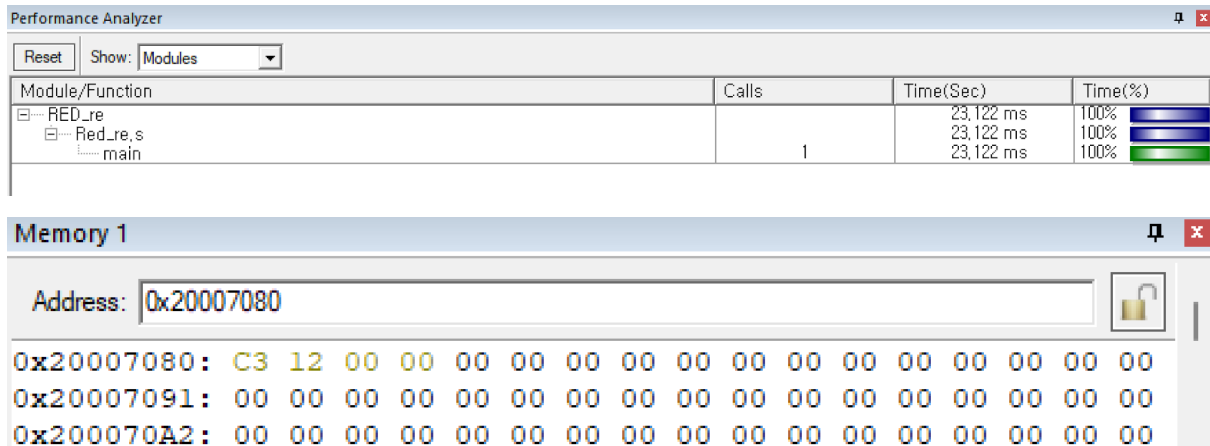 Performance Analyzer
Reset Show: Modules
Module/Function Calls Time(Sec) Time(%)
RED_re 23,122 ms 100%
Red_re,s 23,122 ms 100%
main 1 23,122 ms 100%
Memory 1
Address: 0x20007080
0x20007080: C3 12 00 00 00 00 00 00 00 00 00 00 00 00 00 00 00
0x20007091: 00 00 00 00 00 00 00 00 00 00 00 00 00 00 00 00 00
0x200070A2: 00 00 00 00 00 00 00 00 00 00 00 00 00 00 00 00 00